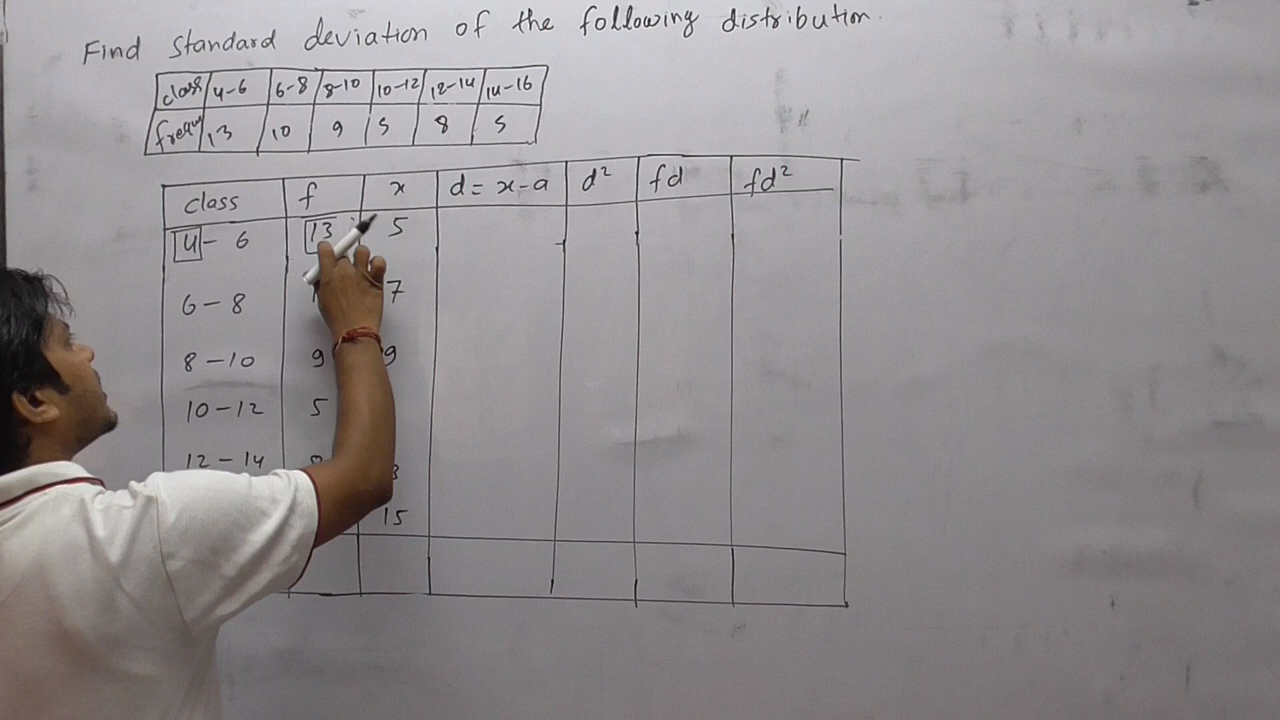 Find standard deviation of the following distribution.
class 4-6 6-8 8-10 10-12 12-14 14-16
frequ 13 10 9 5 8 5
class f x d = x-a d² fd fd²
4 - 6 13 5
6 - 8 7
8 - 10 9 9
10 - 12 5
12 - 14
15